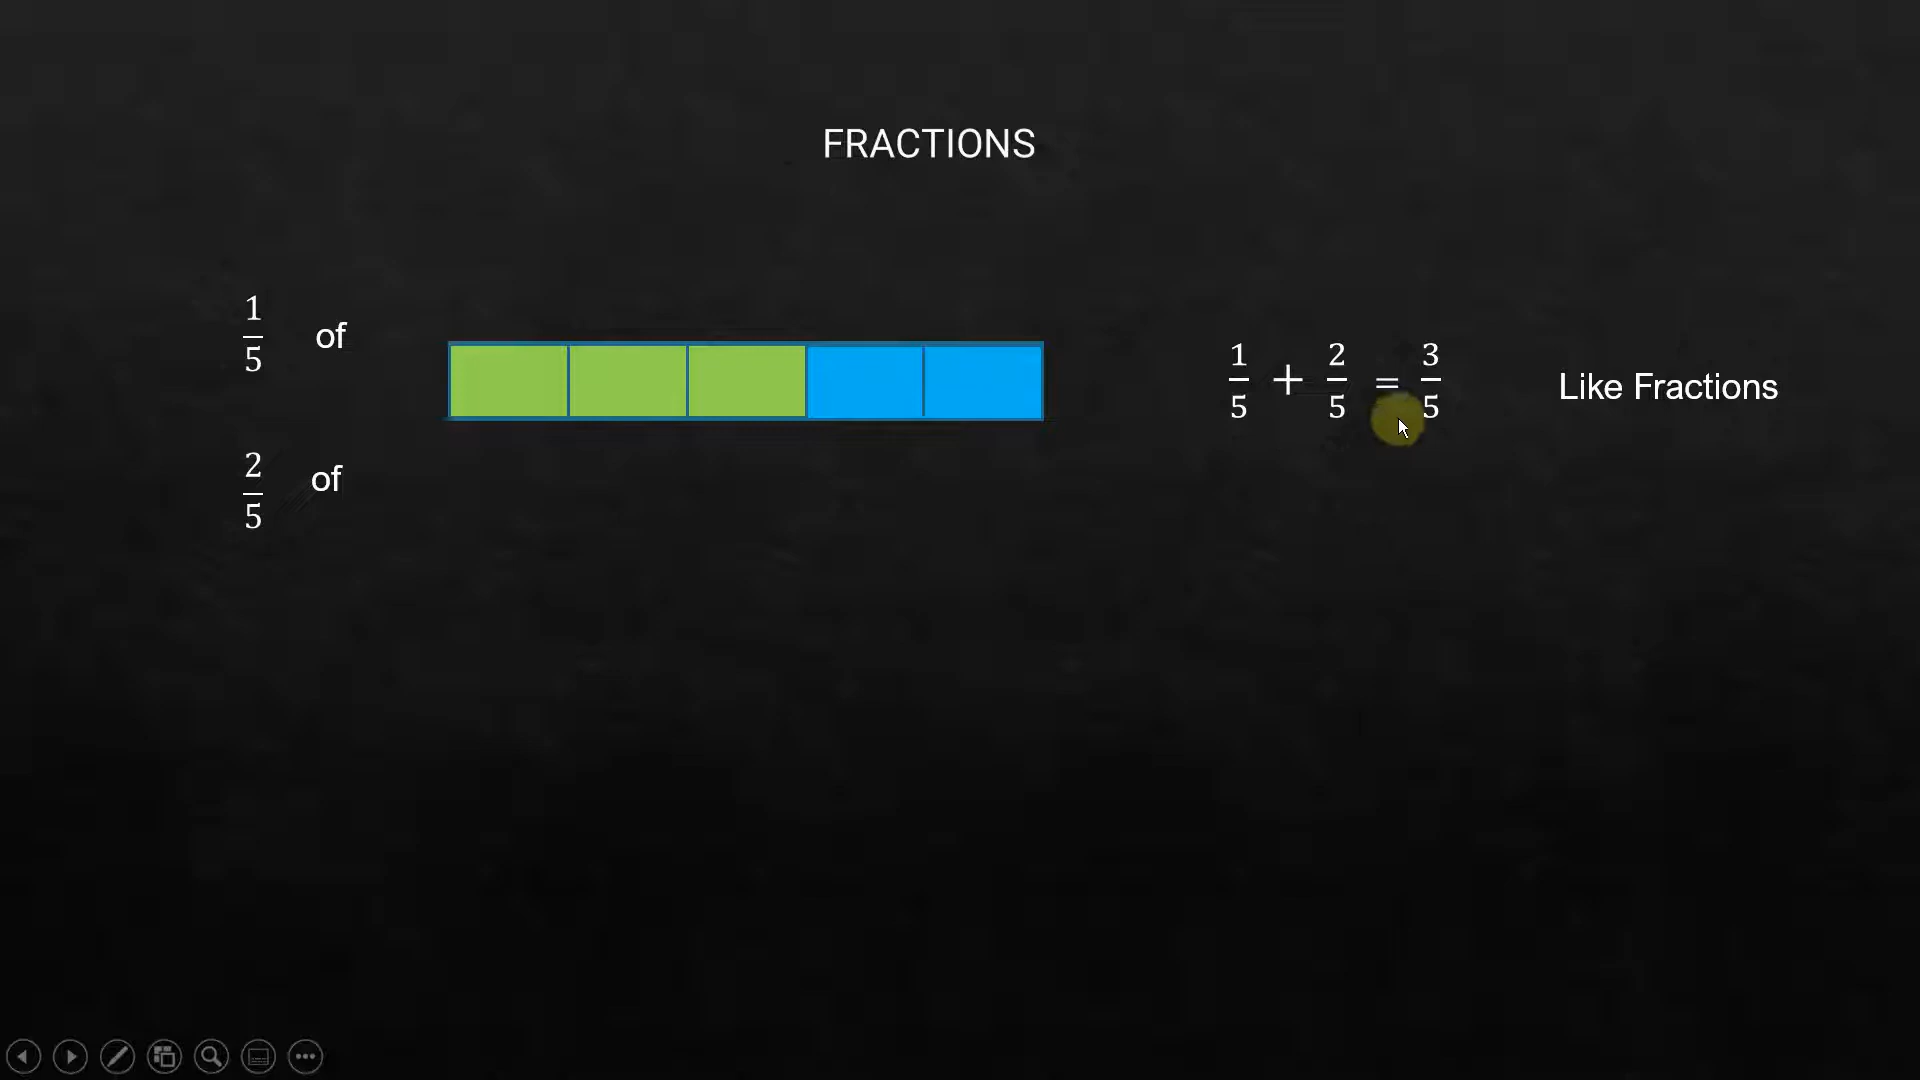 FRACTIONS
1/5 of
2/5 of
1/5 + 2/5 = 3/5
Like Fractions